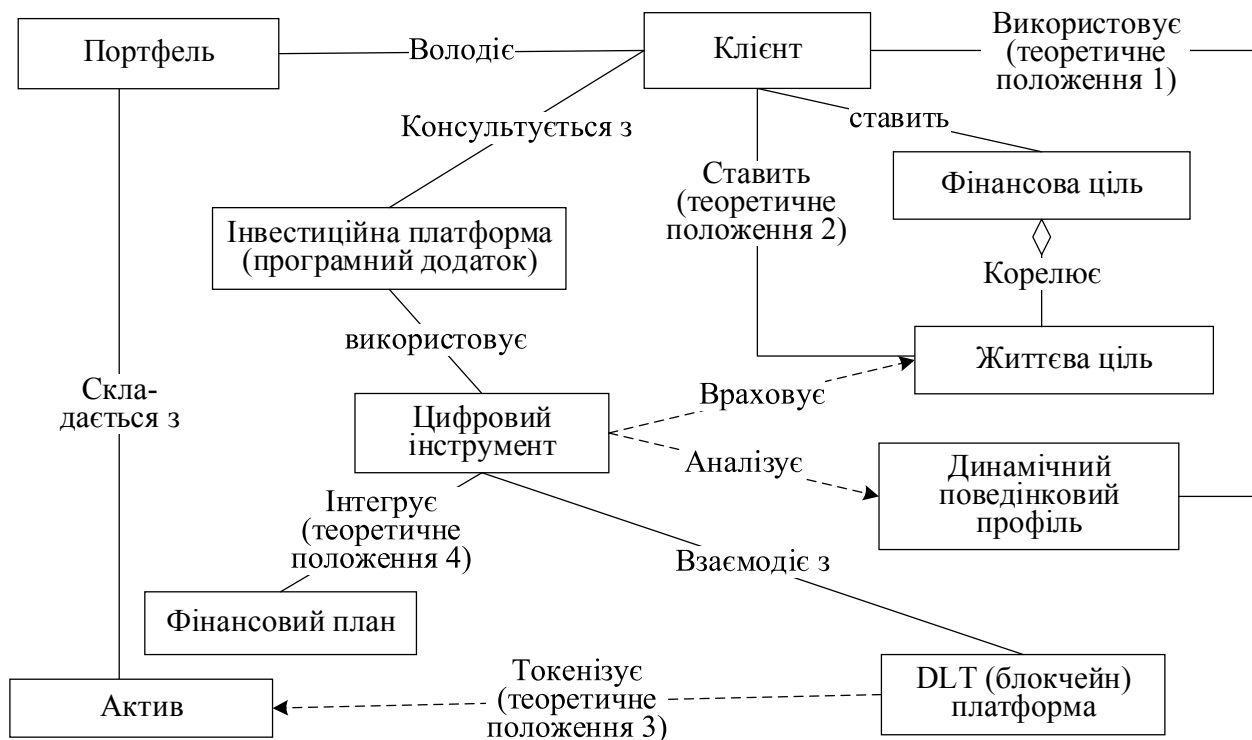 Портфель
Володіє
Клієнт
Використовує
(теоретичне
положення 1)
Консультується з
ставить
Ставить
(теоретичне
положення 2)
Фінансова ціль
Інвестиційна платформа
(програмний додаток)
Корелює
використовує
Життєва ціль
Скла-
дається з
Враховує
Цифровий
інструмент
Аналізує
Динамічний
поведінковий
профіль
Інтегрує
(теоретичне
положення 4)
Взаємодіє з
Фінансовий план
Токенізує
(теоретичне
положення 3)
DLT (блокчейн)
платформа
Актив